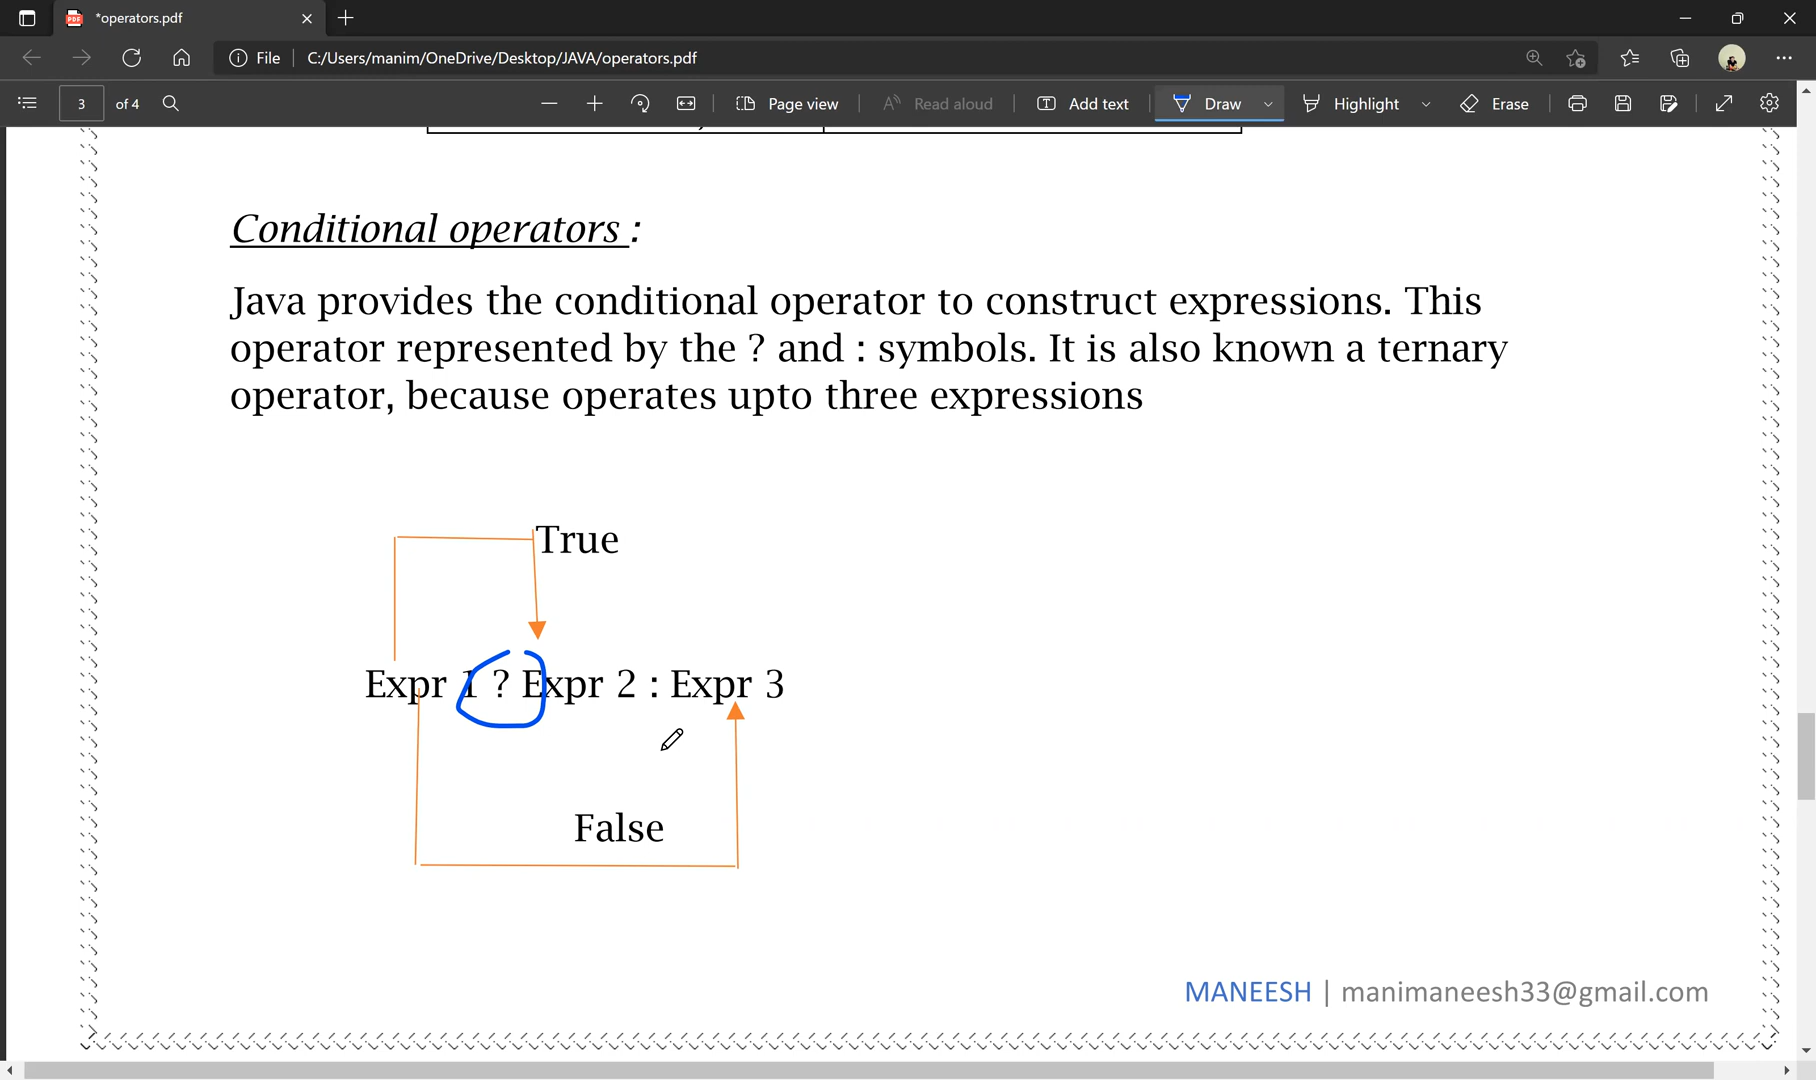 *operators.pdf
File C:/Users/manim/OneDrive/Desktop/JAVA/operators.pdf
3 of 4 Page view Read aloud Add text Draw Highlight Erase
Conditional operators :
Java provides the conditional operator to construct expressions. This
operator represented by the ? and : symbols. It is also known a ternary
operator, because operates upto three expressions
True
Expr 1 ? Expr 2 : Expr 3
False
MANEESH | manimaneesh33@gmail.com